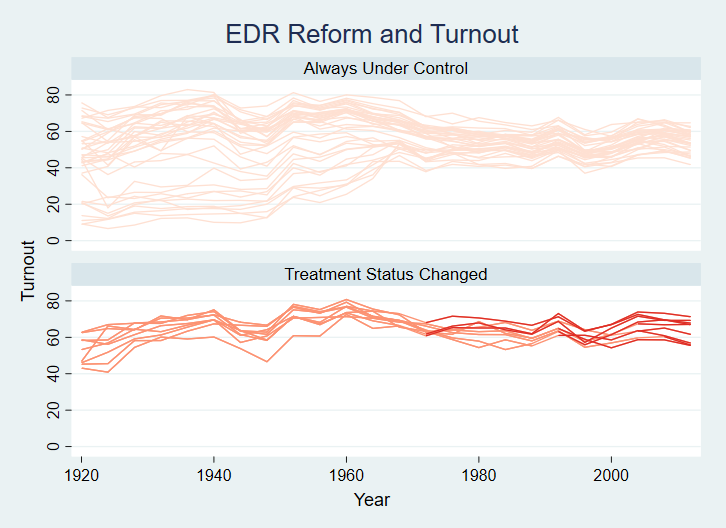 EDR Reform and Turnout
Always Under Control
80
60
40
20
0
Treatment Status Changed
80
60
40
20
0
Turnout
1920 1940 1960 1980 2000
Year